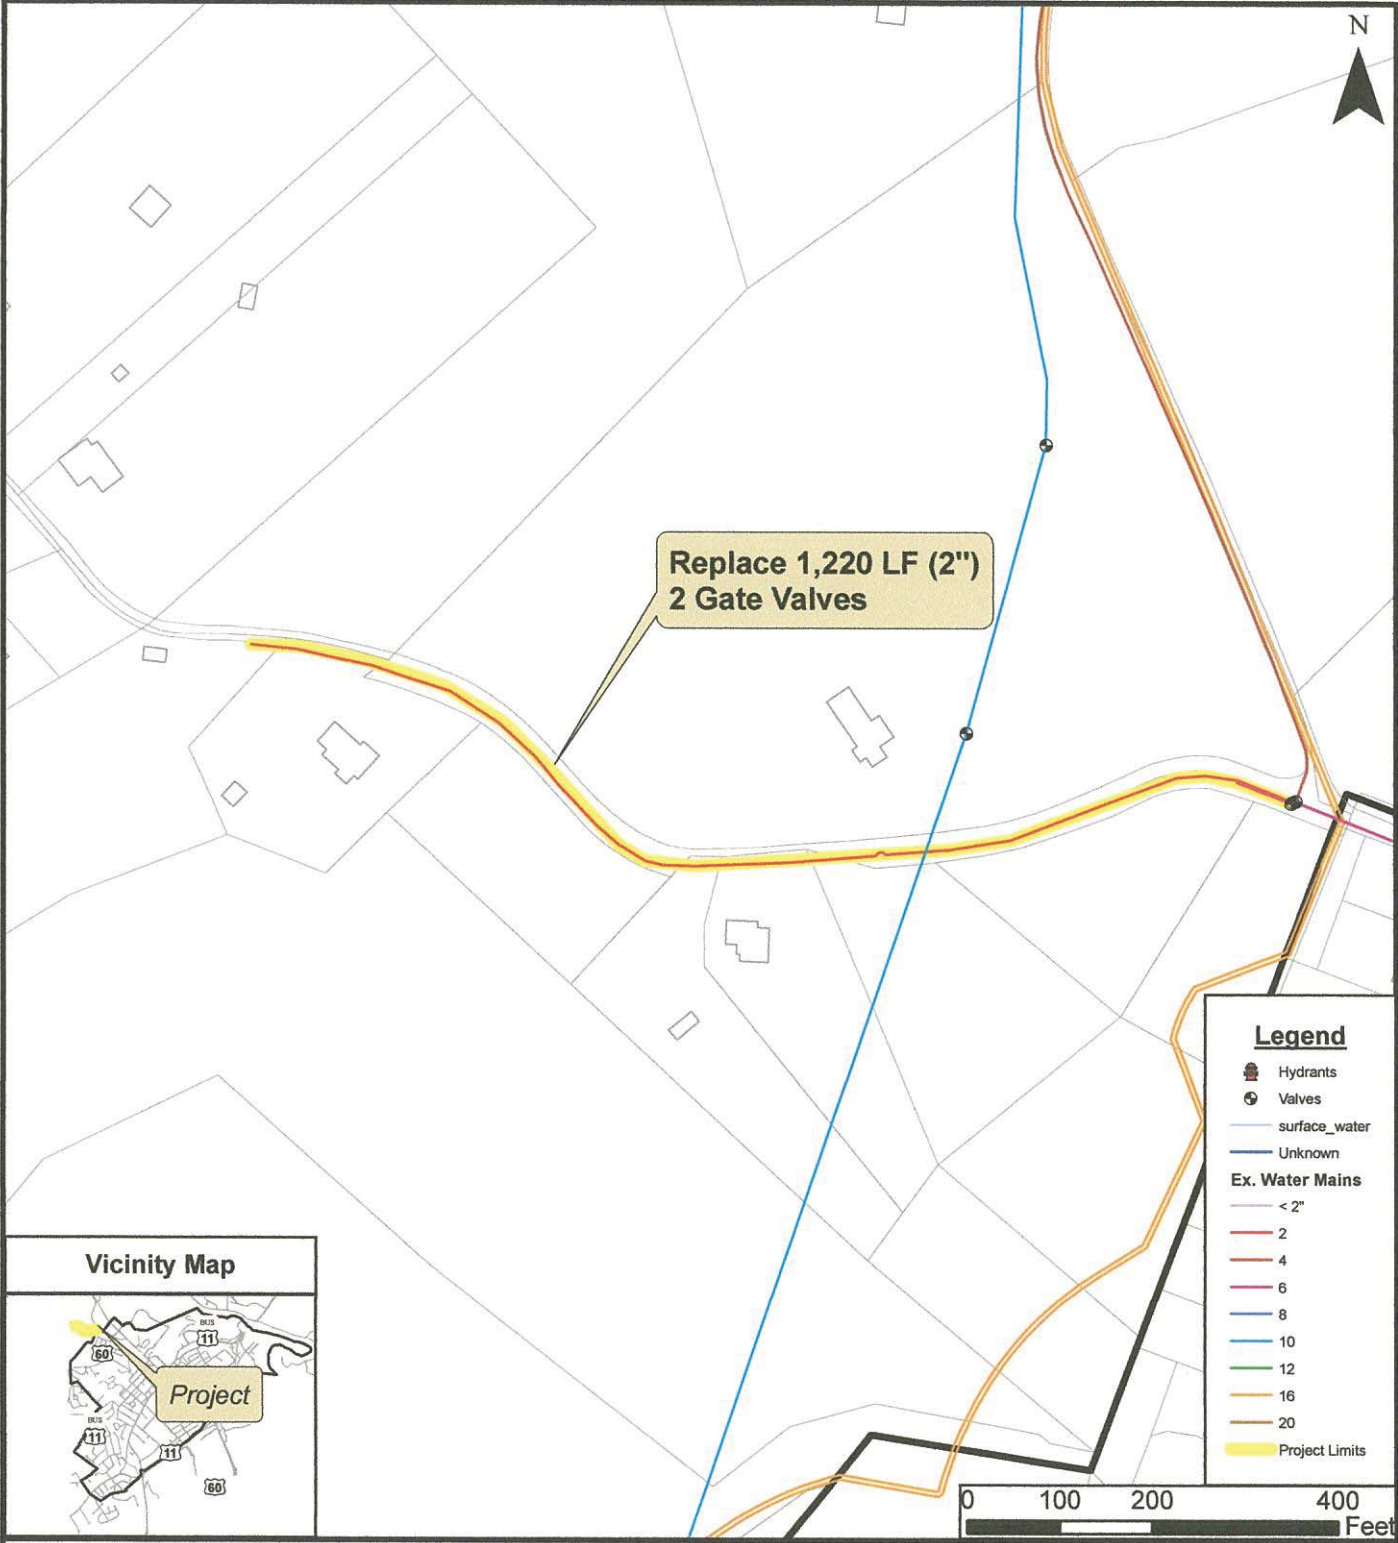 N
Replace 1,220 LF (2")
2 Gate Valves
Legend
Hydrants
Valves
surface_water
Unknown
Ex. Water Mains
< 2"
2
4
6
8
10
12
16
20
Project Limits
Vicinity Map
BUS
11
60
Project
BUS
11
11
60
0 100 200 400
Feet